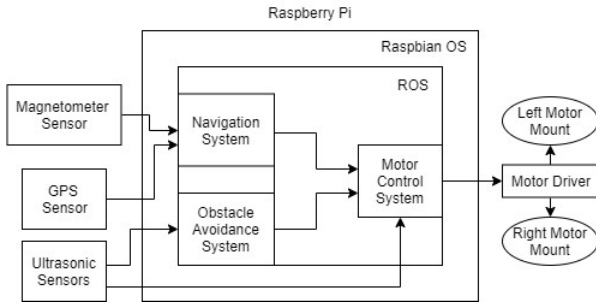 Raspberry Pi
Raspbian OS
ROS
Magnetometer
Sensor
Navigation
System
Left Motor
Mount
GPS
Sensor
Motor
Control
System
Motor Driver
Obstacle
Avoidance
System
Right Motor
Mount
Ultrasonic
Sensors